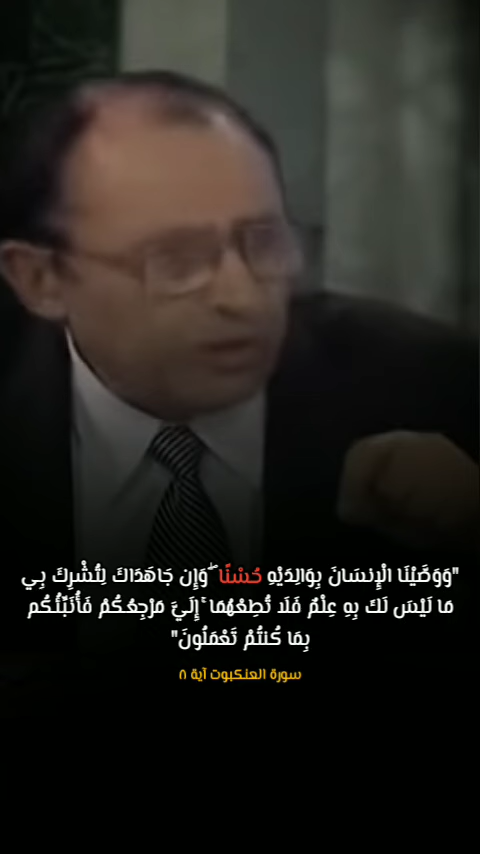 "وَوَصَّيْنَا الْإِنسَانَ بِوَالِدَيْهِ حُسْنًا ۖ وَإِن جَاهَدَاكَ لِتُشْرِكَ بِي
مَا لَيْسَ لَكَ بِهِ عِلْمٌ فَلَا تُطِعْهُمَا ۚ إِلَيَّ مَرْجِعُكُمْ فَأُنَبِّئُكُم
بِمَا كُنتُمْ تَعْمَلُونَ"
سورة العنكبوت آية ٨